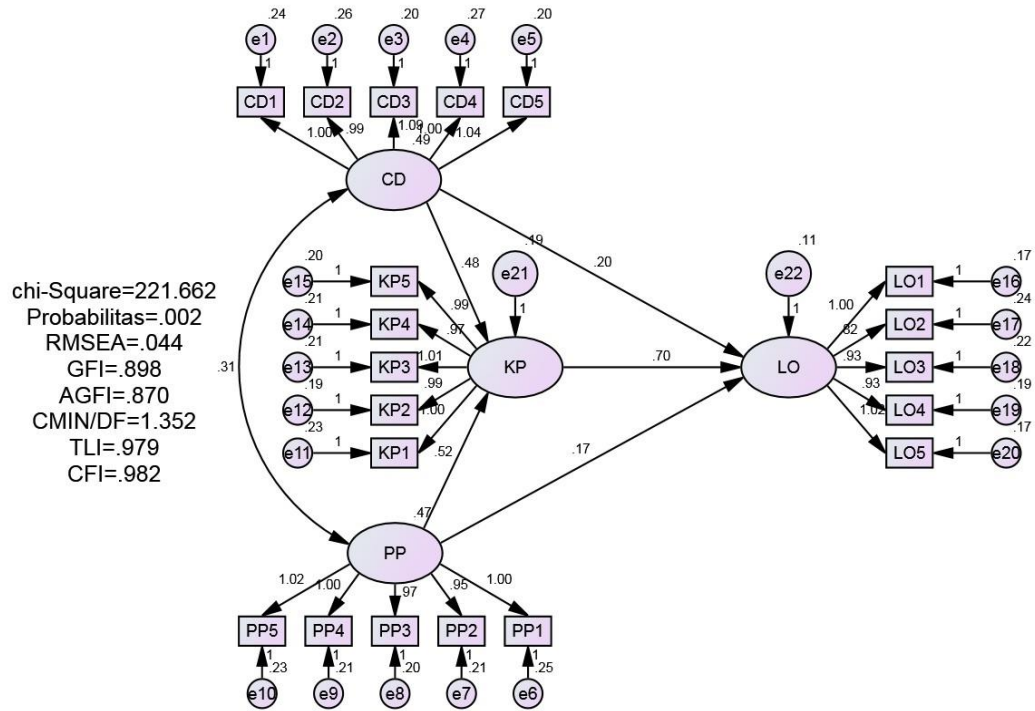 .24 .26 .20 .27 .20
e1 e2 e3 e4 e5
1 1 1 1 1
CD1 CD2 CD3 CD4 CD5
1.00 .99 1.09 1.00 1.04
.49
CD
.31
.48
.20
chi-Square=221.662
Probabilitas=.002
RMSEA=.044
GFI=.898
AGFI=.870
CMIN/DF=1.352
TLI=.979
CFI=.982
.20
e15 1 KP5 .99
.21
e14 1 KP4 .97
.21
e13 1 KP3 1.01
.19
e12 1 KP2 .99
.23
e11 1 KP1 1.00
.19
e21
1
KP
.70
.11
e22
1
LO
.17
1.00 LO1 1 e16
.24
.82 LO2 1 e17
.22
.93 LO3 1 e18
.19
.93 LO4 1 e19
.17
1.02 LO5 1 e20
.52
.17
.47
PP
1.02 1.00 .97 .95 1.00
PP5 PP4 PP3 PP2 PP1
1 1 1 1 1
.23 .21 .20 .21 .25
e10 e9 e8 e7 e6